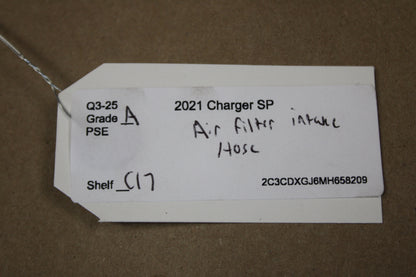 Q3-25 2021 Charger SP
Grade A Air filter intake
PSE Hose
Shelf C17 2C3CDXGJ6MH658209